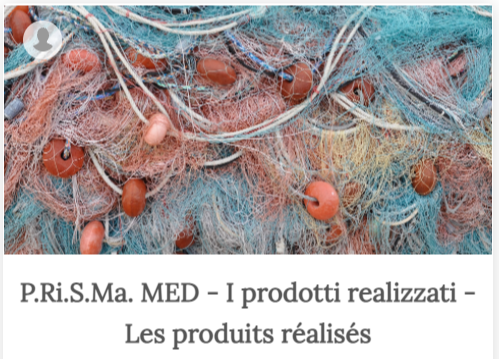 P.Ri.S.Ma. MED - I prodotti realizzati -
Les produits réalisés